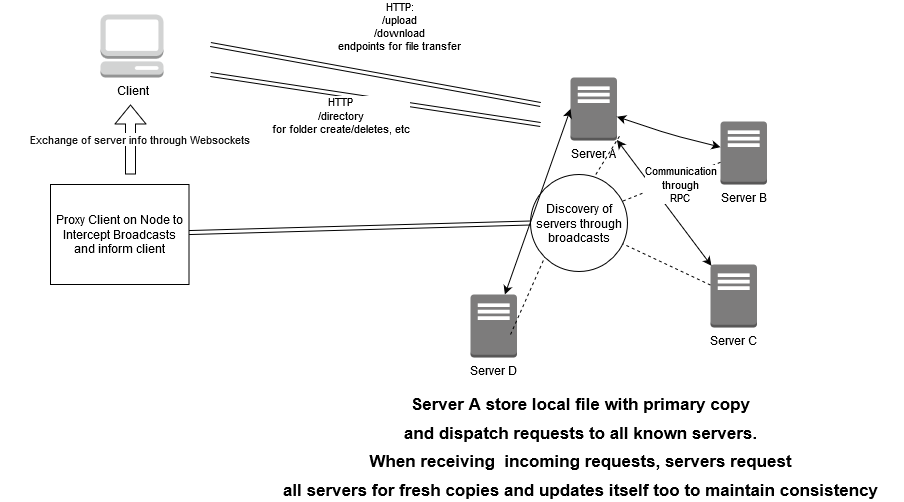 HTTP:
/upload
/download
endpoints for file transfer
Client
HTTP
/directory
for folder create/deletes, etc
Exchange of server info through Websockets
Server A
Server B
Communication
through
RPC
Proxy Client on Node to
Intercept Broadcasts
and inform client
Discovery of
servers through
broadcasts
Server C
Server D
Server A store local file with primary copy
and dispatch requests to all known servers.
When receiving incoming requests, servers request
all servers for fresh copies and updates itself too to maintain consistency